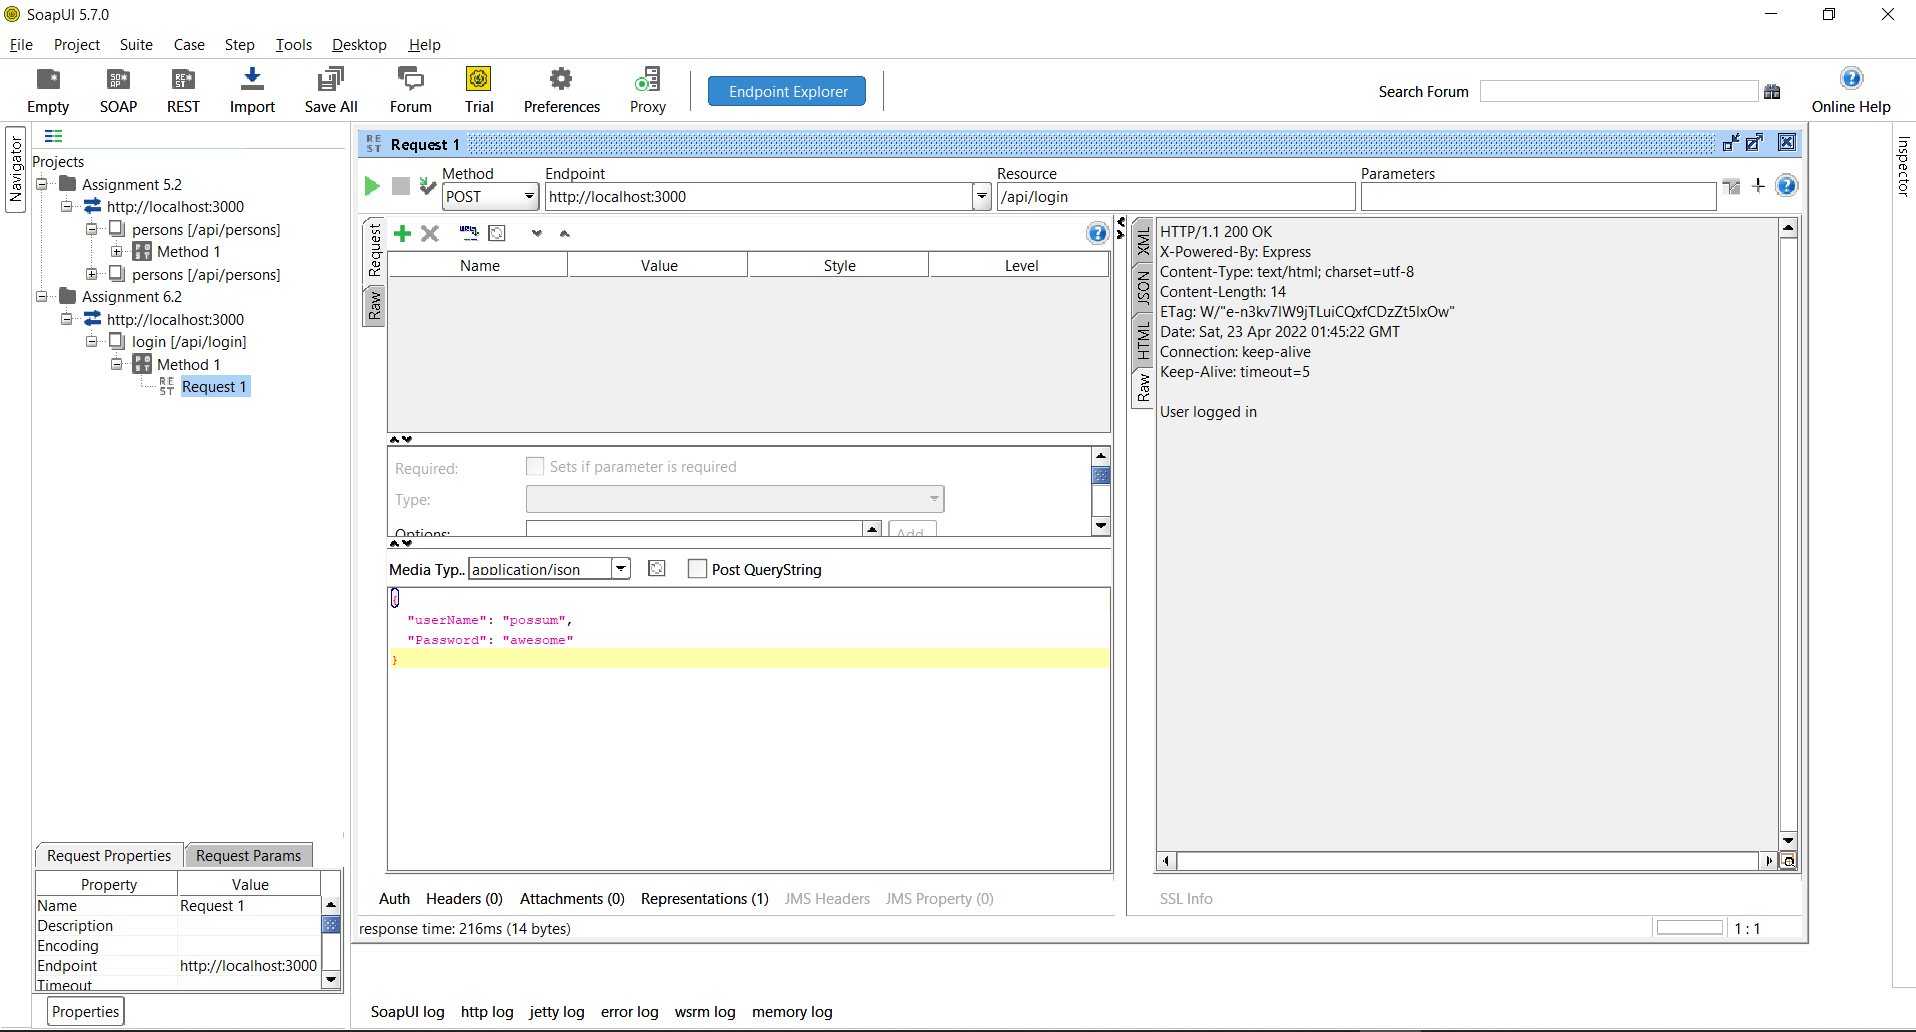 SoapUI 5.7.0
File Project Suite Case Step Tools Desktop Help
Empty SOAP REST Import Save All Forum Trial Preferences Proxy Endpoint Explorer Search Forum Online Help
Navigator
Inspector
Projects
Assignment 5.2
http://localhost:3000
persons [/api/persons]
Method 1
persons [/api/persons]
Assignment 6.2
http://localhost:3000
login [/api/login]
Method 1
REST Request 1
REST Request 1
Method Endpoint Resource Parameters
POST http://localhost:3000 /api/login
Request
Raw
Name Value Style Level
Required: Sets if parameter is required
Type:
Options: Add
Media Typ.. application/json Post QueryString
{
"userName": "possum",
"Password": "awesome"
}
Auth Headers (0) Attachments (0) Representations (1) JMS Headers JMS Property (0)
response time: 216ms (14 bytes)
XML
JSON
HTML
Raw
HTTP/1.1 200 OK
X-Powered-By: Express
Content-Type: text/html; charset=utf-8
Content-Length: 14
ETag: W/"e-n3kv7lW9jTLuiCQxfCDzZt5lxOw"
Date: Sat, 23 Apr 2022 01:45:22 GMT
Connection: keep-alive
Keep-Alive: timeout=5
User logged in
SSL Info
1 : 1
Request Properties Request Params
Property Value
Name Request 1
Description
Encoding
Endpoint http://localhost:3000
Timeout
Properties
SoapUI log http log jetty log error log wsrm log memory log